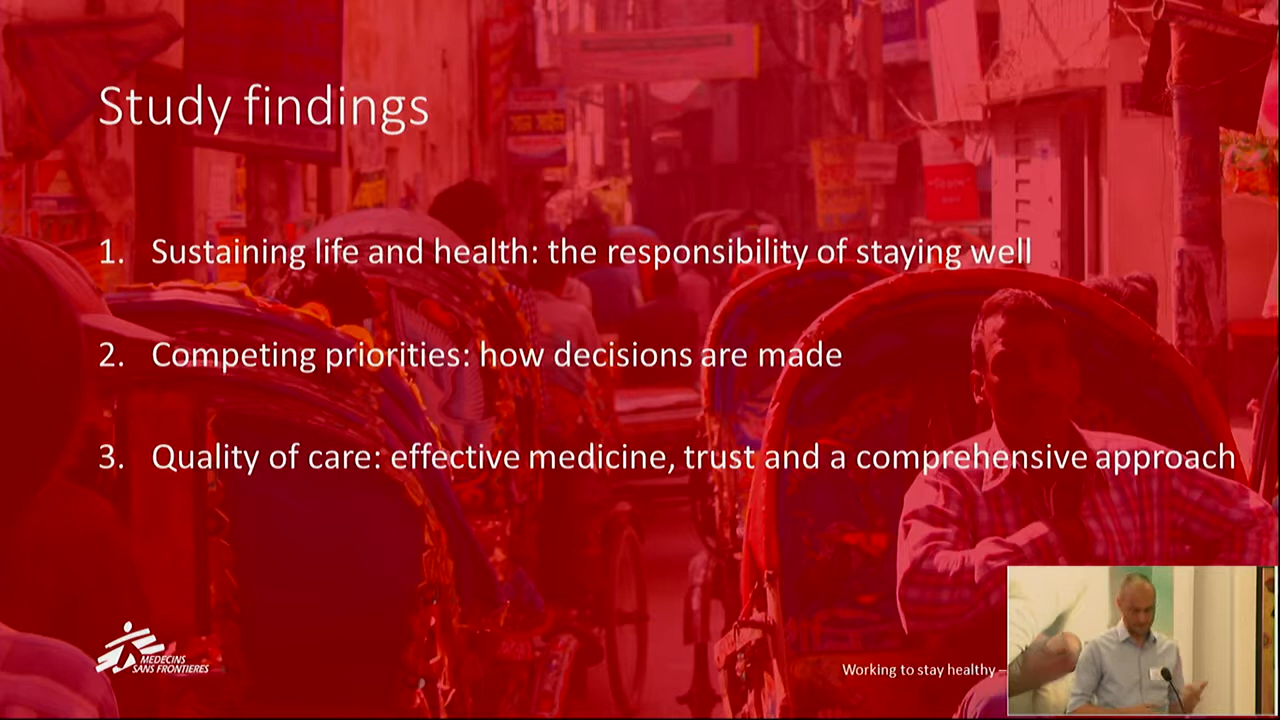 Study findings
1. Sustaining life and health: the responsibility of staying well
2. Competing priorities: how decisions are made
3. Quality of care: effective medicine, trust and a comprehensive approach
MEDECINS
SANS FRONTIERES
Working to stay healthy –